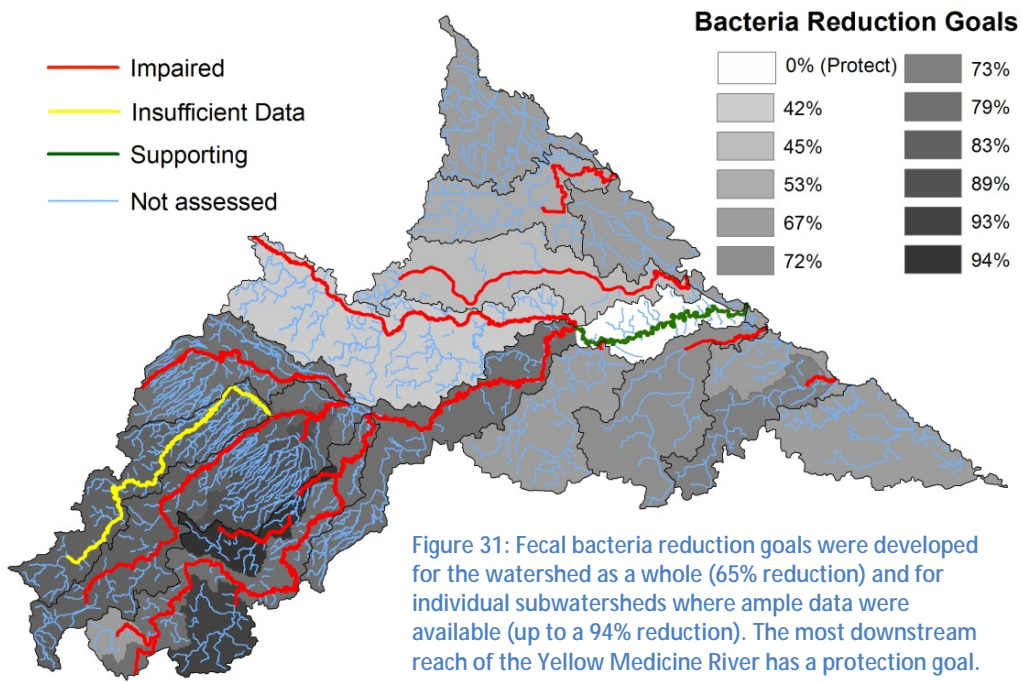 Bacteria Reduction Goals
Impaired
Insufficient Data
Supporting
Not assessed
0% (Protect)
42%
45%
53%
67%
72%
73%
79%
83%
89%
93%
94%
Figure 31: Fecal bacteria reduction goals were developed
for the watershed as a whole (65% reduction) and for
individual subwatersheds where ample data were
available (up to a 94% reduction). The most downstream
reach of the Yellow Medicine River has a protection goal.